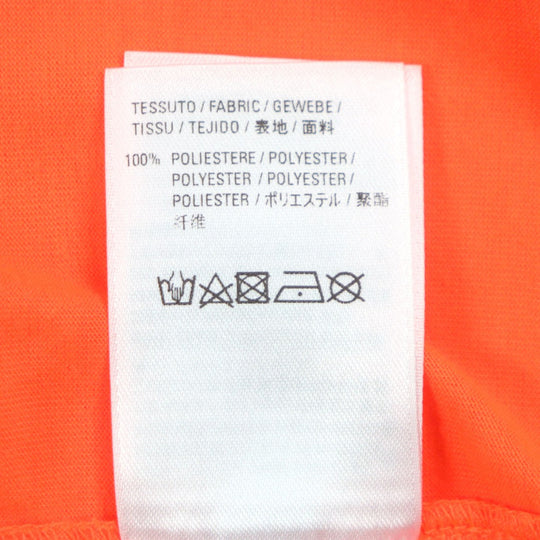 TESSUTO / FABRIC / GEWEBE /
TISSU / TEJIDO / 表地 / 面料
100% POLIESTERE / POLYESTER /
POLYESTER / POLYESTER /
POLIESTER / ポリエステル / 聚酯
纤维